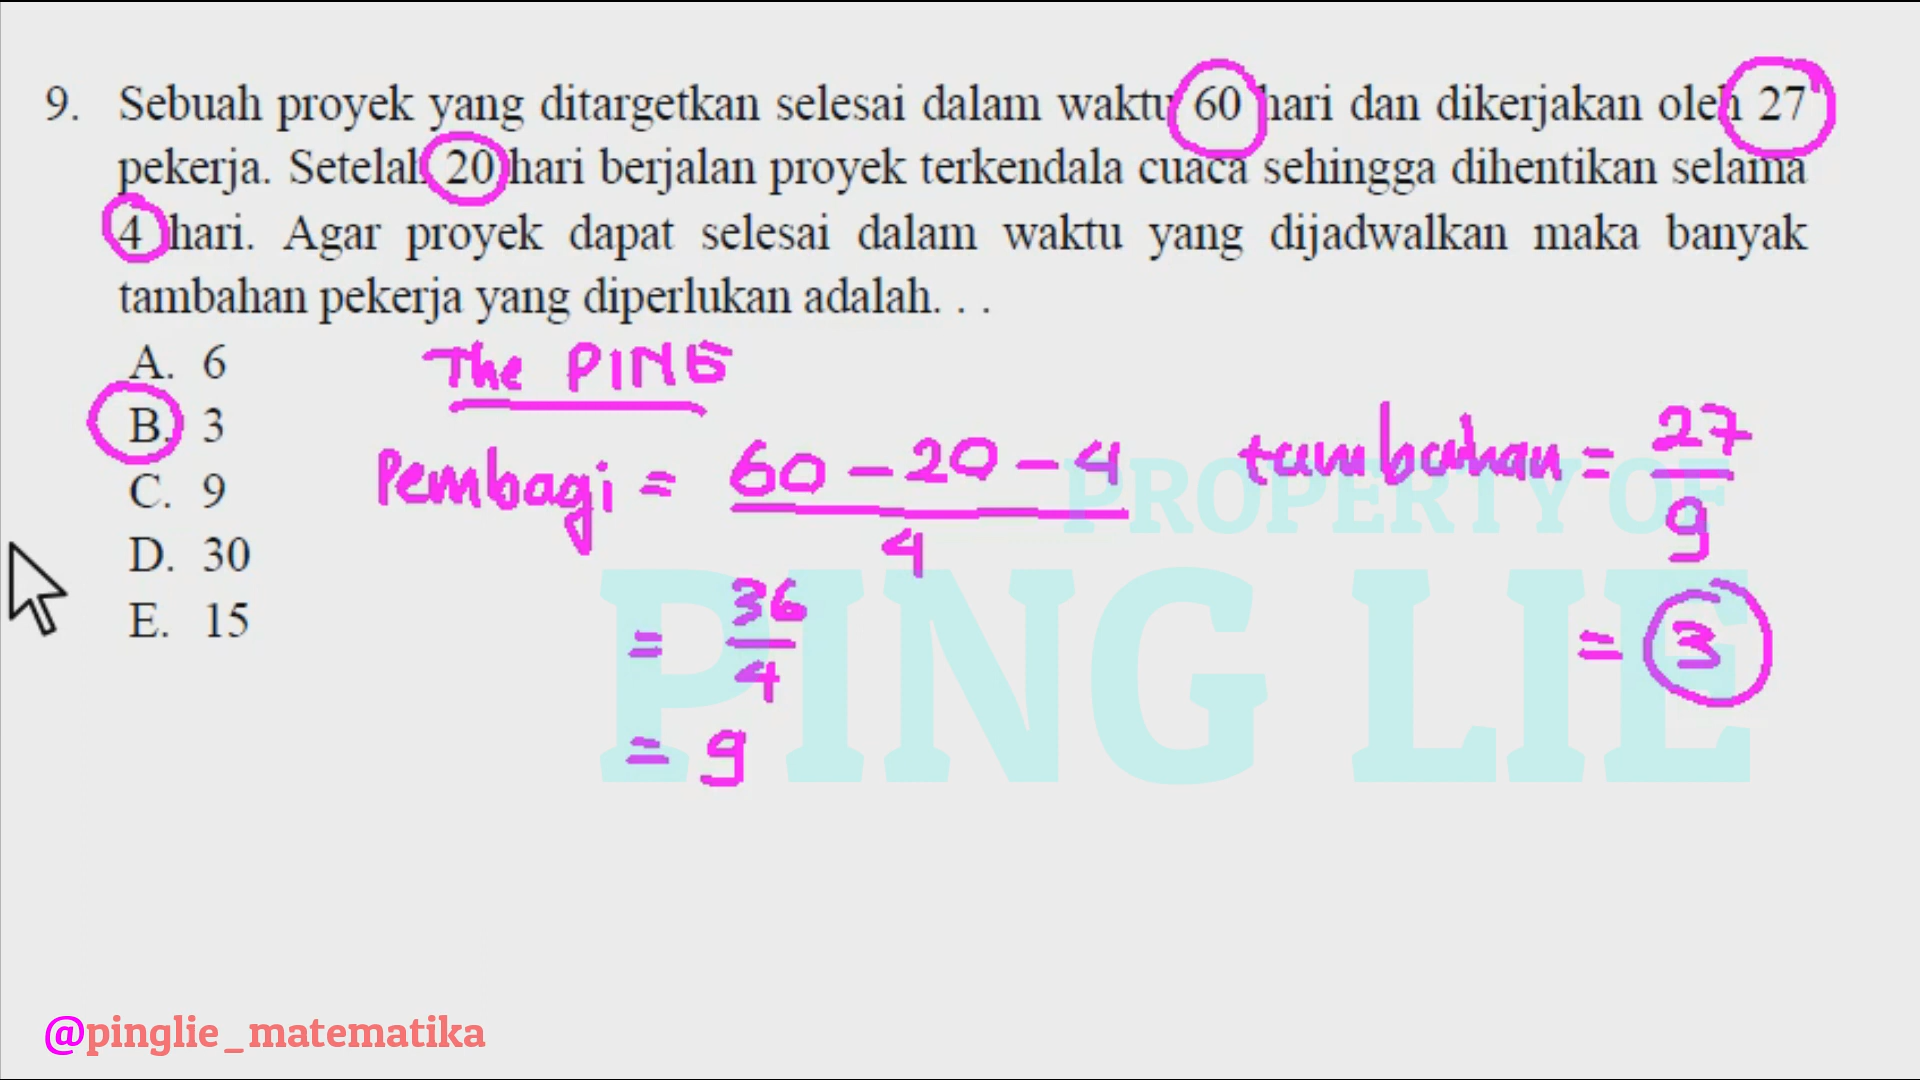 9. Sebuah proyek yang ditargetkan selesai dalam waktu 60 hari dan dikerjakan oleh 27
pekerja. Setelah 20 hari berjalan proyek terkendala cuaca sehingga dihentikan selama
4 hari. Agar proyek dapat selesai dalam waktu yang dijadwalkan maka banyak
tambahan pekerja yang diperlukan adalah. . .
A. 6
B. 3
C. 9
D. 30
E. 15
The PING
Pembagi = 60 - 20 - 4
4
= 36
4
= 9
tambahan = 27
9
= 3
PROPERTY OF
PING LIE
@pinglie_matematika